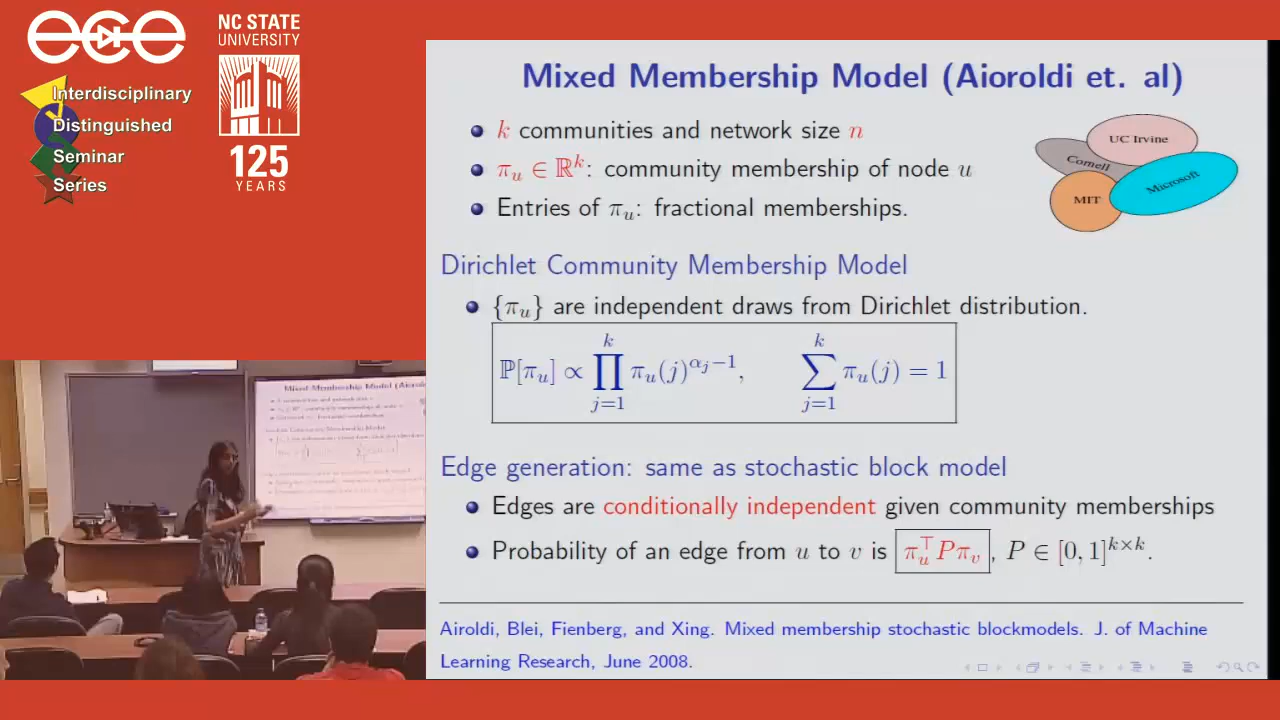 ece
Interdisciplinary
Distinguished
Seminar
Series
NC STATE
UNIVERSITY
125
YEARS
Mixed Membership Model (Aioroldi et. al)
k communities and network size n
π_u ∈ ℝ^k: community membership of node u
Entries of π_u: fractional memberships.
UC Irvine
Cornell
Microsoft
MIT
Dirichlet Community Membership Model
{π_u} are independent draws from Dirichlet distribution.
ℙ[π_u] ∝ ∏_{j=1}^{k} π_u(j)^{α_j−1}, ∑_{j=1}^{k} π_u(j) = 1
Edge generation: same as stochastic block model
Edges are conditionally independent given community memberships
Probability of an edge from u to v is π_u^⊤ P π_v, P ∈ [0, 1]^{k×k}.
Airoldi, Blei, Fienberg, and Xing. Mixed membership stochastic blockmodels. J. of Machine
Learning Research, June 2008.
Mixed Membership Model (Aioro